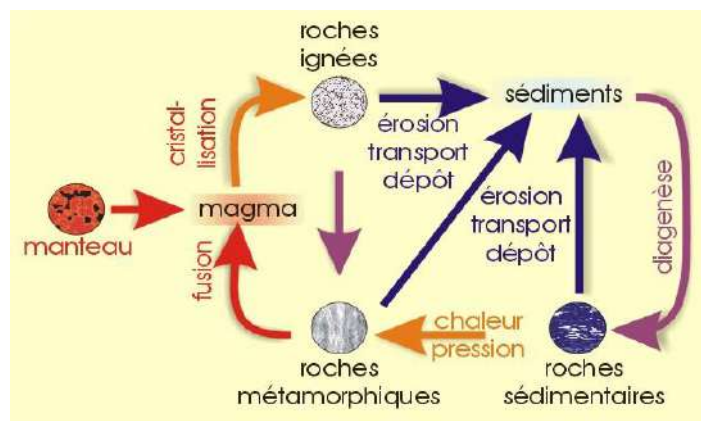 roches
ignées
sédiments
cristal-
lisation
érosion
transport
dépôt
érosion
transport
dépôt
diagenèse
magma
manteau
fusion
chaleur
pression
roches
métamorphiques
roches
sédimentaires